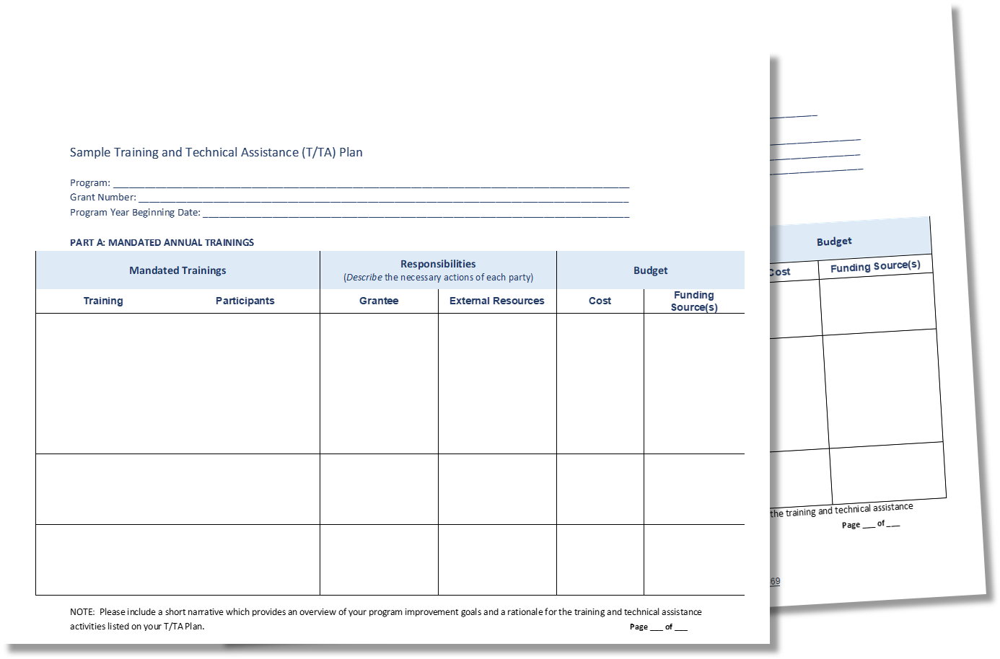 Sample Training and Technical Assistance (T/TA) Plan
Program: ___
Grant Number: ___
Program Year Beginning Date: ___
PART A: MANDATED ANNUAL TRAININGS
Mandated Trainings
Responsibilities
(Describe the necessary actions of each party)
Budget
Training
Participants
Grantee
External Resources
Cost
Funding
Source(s)
NOTE:  Please include a short narrative which provides an overview of your program improvement goals and a rationale for the training and technical assistance
activities listed on your T/TA Plan.
Page ___ of ___
Budget
Cost
Funding Source(s)
the training and technical assistance
Page ___ of ___
69